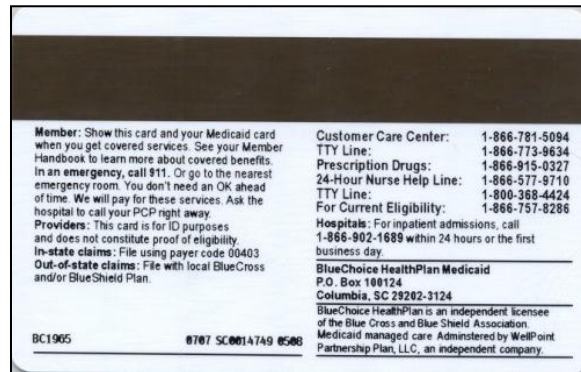 Member: Show this card and your Medicaid card
when you get covered services. See your Member
Handbook to learn more about covered benefits.
In an emergency, call 911. Or go to the nearest
emergency room. You don't need an OK ahead
of time. We will pay for these services. Ask the
hospital to call your PCP right away.
Providers: This card is for ID purposes
and does not constitute proof of eligibility.
In-state claims: File using payer code 00403
Out-of-state claims: File with local BlueCross
and/or BlueShield Plan.
BC1965 0707 SC0014749 0508
Customer Care Center: 1-866-781-5094
TTY Line: 1-866-773-9634
Prescription Drugs: 1-866-915-0327
24-Hour Nurse Help Line: 1-866-577-9710
TTY Line: 1-800-368-4424
For Current Eligibility: 1-866-757-8286
Hospitals: For inpatient admissions, call
1-866-902-1689 within 24 hours or the first
business day.
BlueChoice HealthPlan Medicaid
P.O. Box 100124
Columbia, SC 29202-3124
BlueChoice HealthPlan is an independent licensee
of the Blue Cross and Blue Shield Association.
Medicaid managed care Adminstered by WellPoint
Partnership Plan, LLC, an independent company.